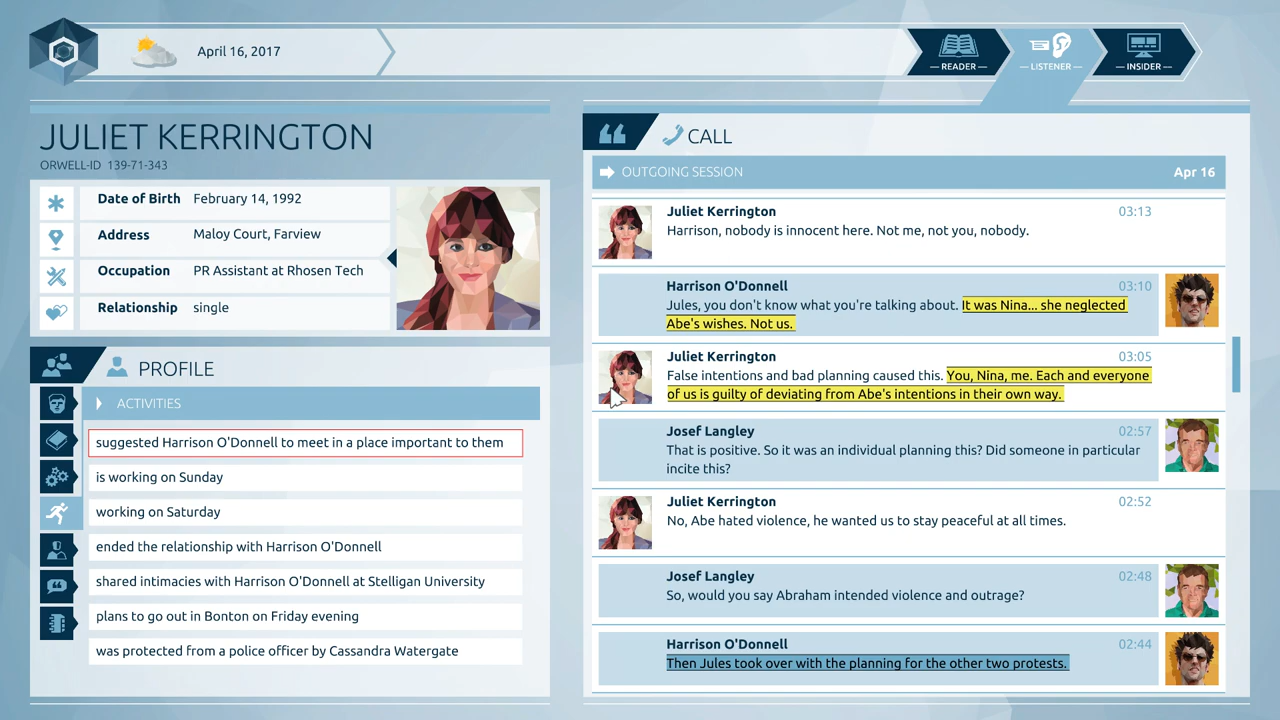 April 16, 2017
— READER —
— LISTENER —
— INSIDER —
JULIET KERRINGTON
ORWELL-ID 139-71-343
Date of Birth February 14, 1992
Address Maloy Court, Farview
Occupation PR Assistant at Rhosen Tech
Relationship single
PROFILE
ACTIVITIES
suggested Harrison O'Donnell to meet in a place important to them
is working on Sunday
working on Saturday
ended the relationship with Harrison O'Donnell
shared intimacies with Harrison O'Donnell at Stelligan University
plans to go out in Bonton on Friday evening
was protected from a police officer by Cassandra Watergate
CALL
OUTGOING SESSION Apr 16
Juliet Kerrington 03:13
Harrison, nobody is innocent here. Not me, not you, nobody.
Harrison O'Donnell 03:10
Jules, you don't know what you're talking about. It was Nina... she neglected
Abe's wishes. Not us.
Juliet Kerrington 03:05
False intentions and bad planning caused this. You, Nina, me. Each and everyone
of us is guilty of deviating from Abe's intentions in their own way.
Josef Langley 02:57
That is positive. So it was an individual planning this? Did someone in particular
incite this?
Juliet Kerrington 02:52
No, Abe hated violence, he wanted us to stay peaceful at all times.
Josef Langley 02:48
So, would you say Abraham intended violence and outrage?
Harrison O'Donnell 02:44
Then Jules took over with the planning for the other two protests.